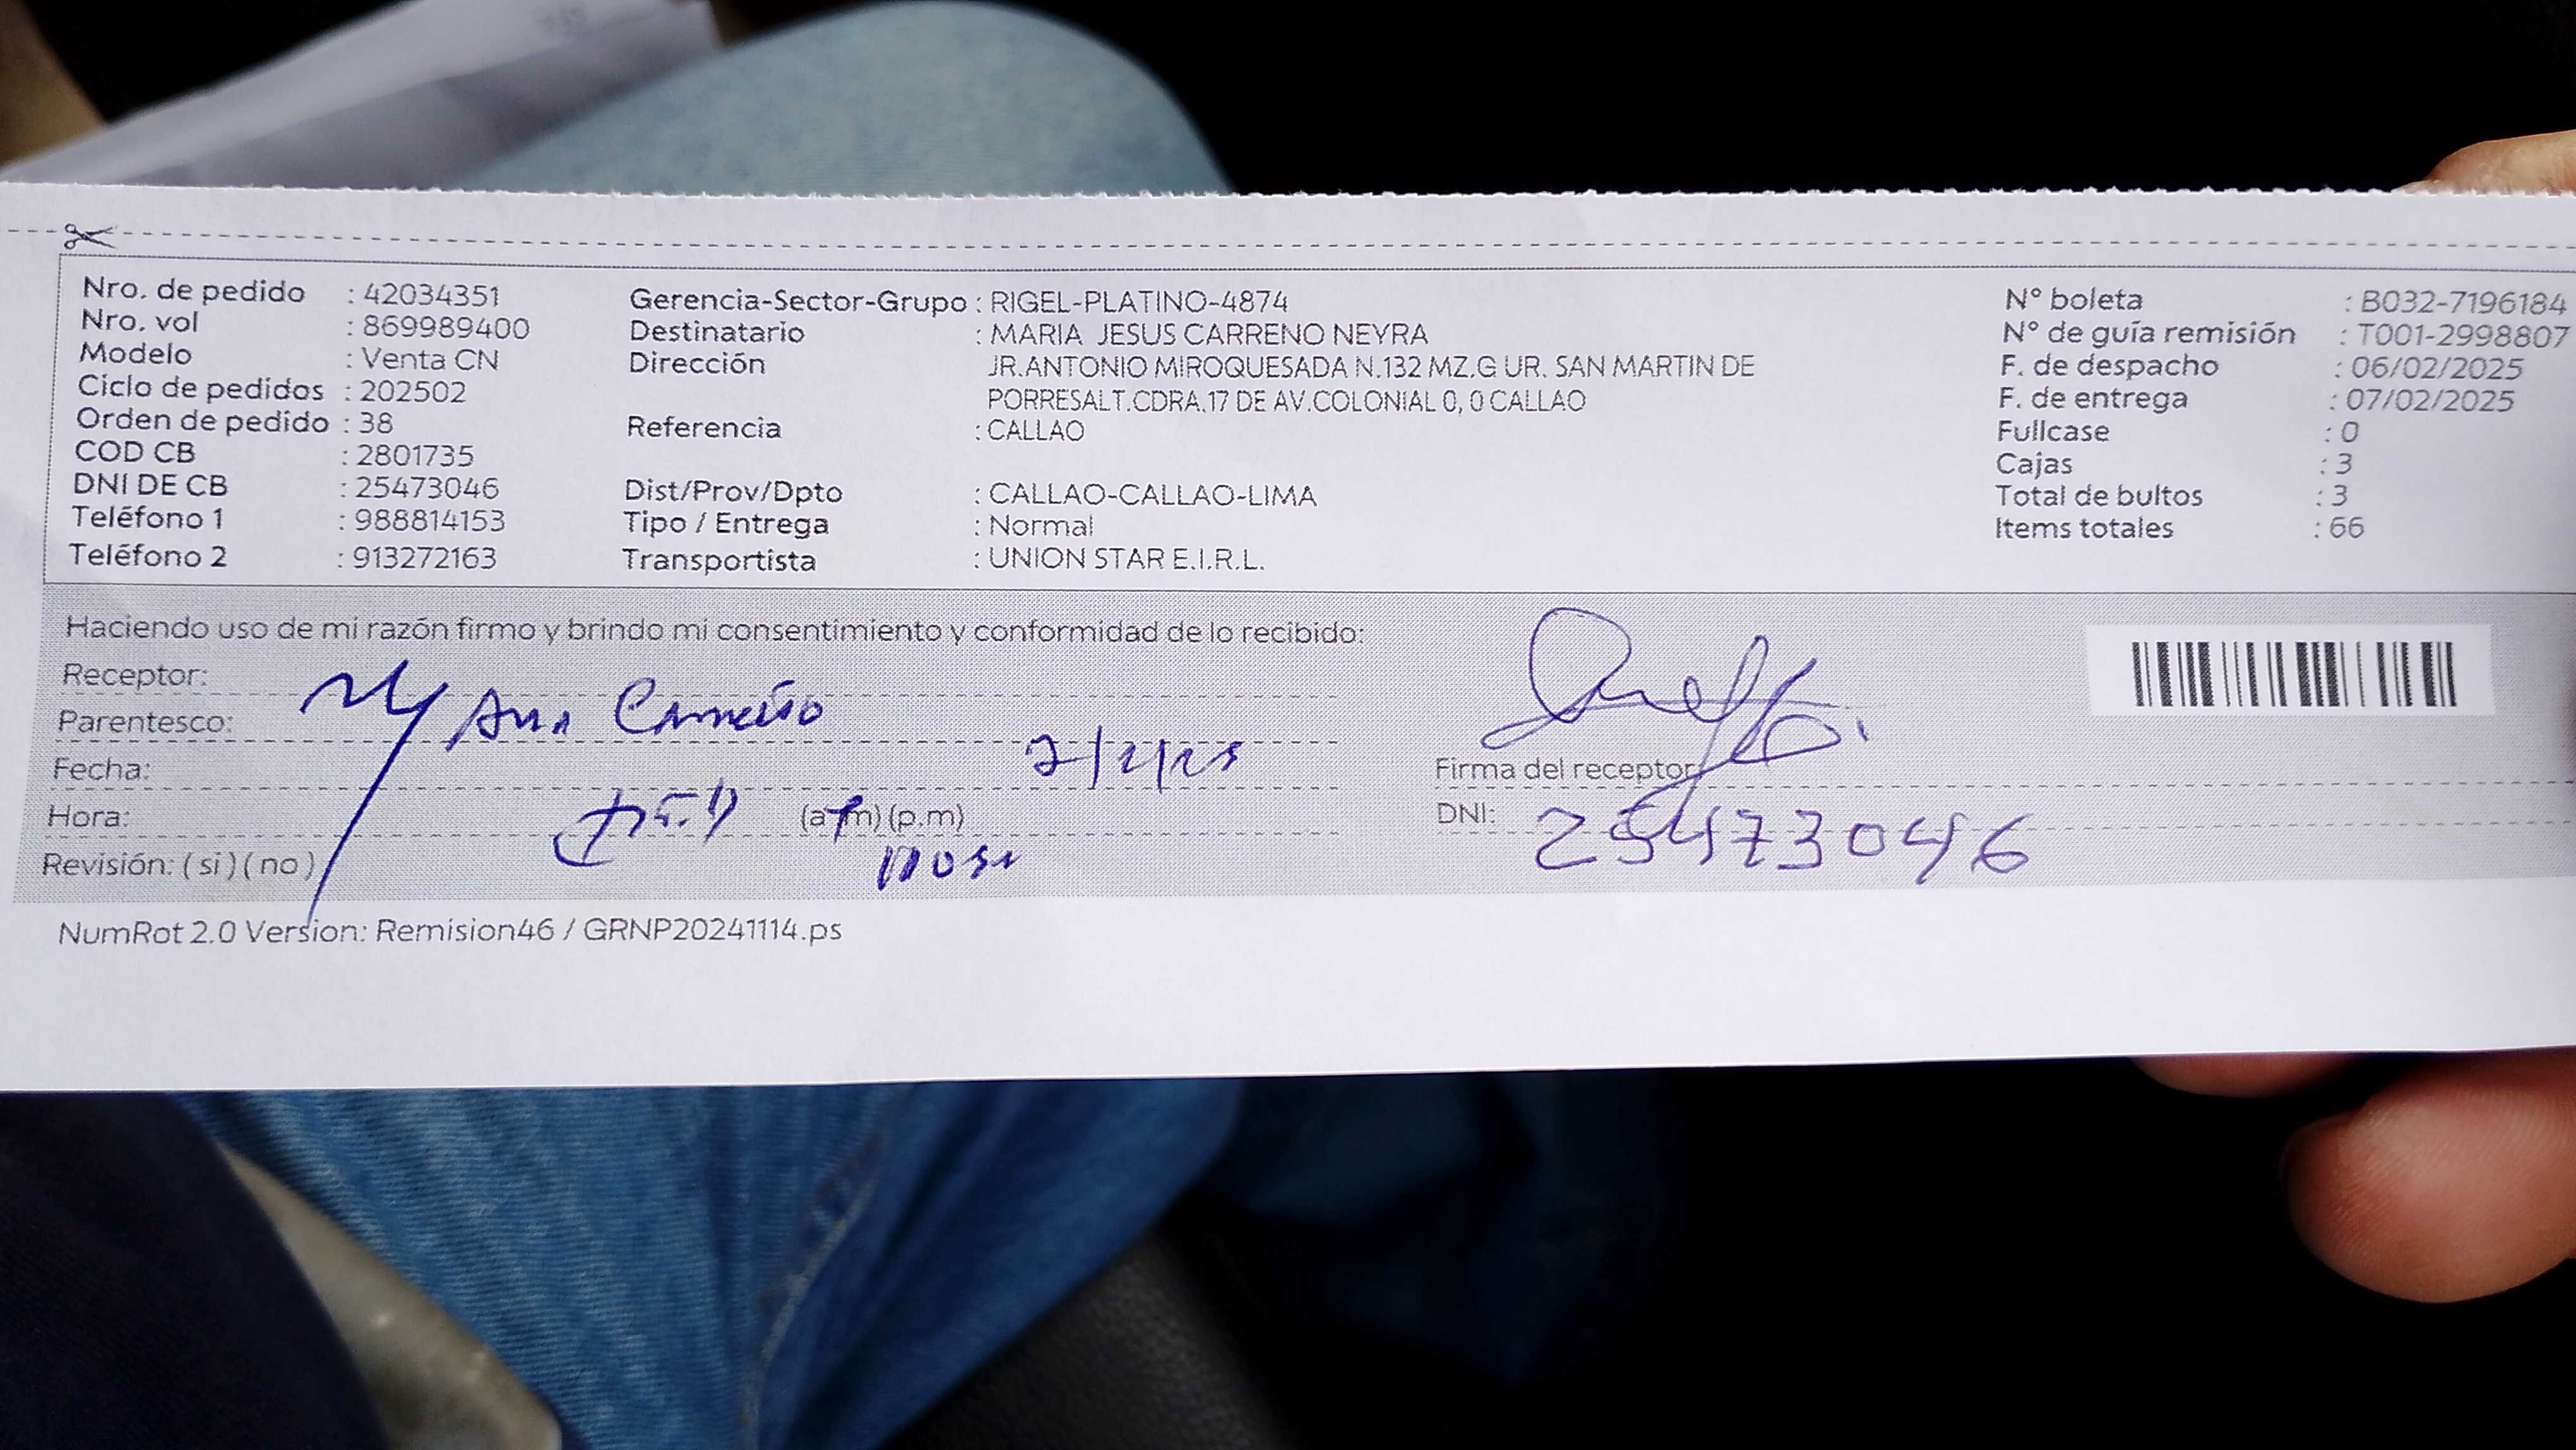 Nro. de pedido : 42034351
Nro. vol : 869989400
Modelo : Venta CN
Ciclo de pedidos : 202502
Orden de pedido : 38
COD CB : 2801735
DNI DE CB : 25473046
Teléfono 1 : 988814153
Teléfono 2 : 913272163
Gerencia-Sector-Grupo : RIGEL-PLATINO-4874
Destinatario : MARIA JESUS CARRENO NEYRA
Dirección JR.ANTONIO MIROQUESADA N.132 MZ.G UR. SAN MARTIN DE
PORRESALT.CDRA.17 DE AV.COLONIAL 0, 0 CALLAO
Referencia : CALLAO
Dist/Prov/Dpto : CALLAO-CALLAO-LIMA
Tipo / Entrega : Normal
Transportista : UNION STAR E.I.R.L.
N° boleta : B032-7196184
N° de guía remisión : T001-2998807
F. de despacho : 06/02/2025
F. de entrega : 07/02/2025
Fullcase : 0
Cajas : 3
Total de bultos : 3
Items totales : 66
Haciendo uso de mi razón firmo y brindo mi consentimiento y conformidad de lo recibido:
Receptor:
Parentesco: Ana Carreño
Fecha:
Hora: (a.m) (p.m)
Revisión: ( si ) ( no )
Firma del receptor
DNI: 25473046
NumRot 2.0 Version: Remision46 / GRNP20241114.ps